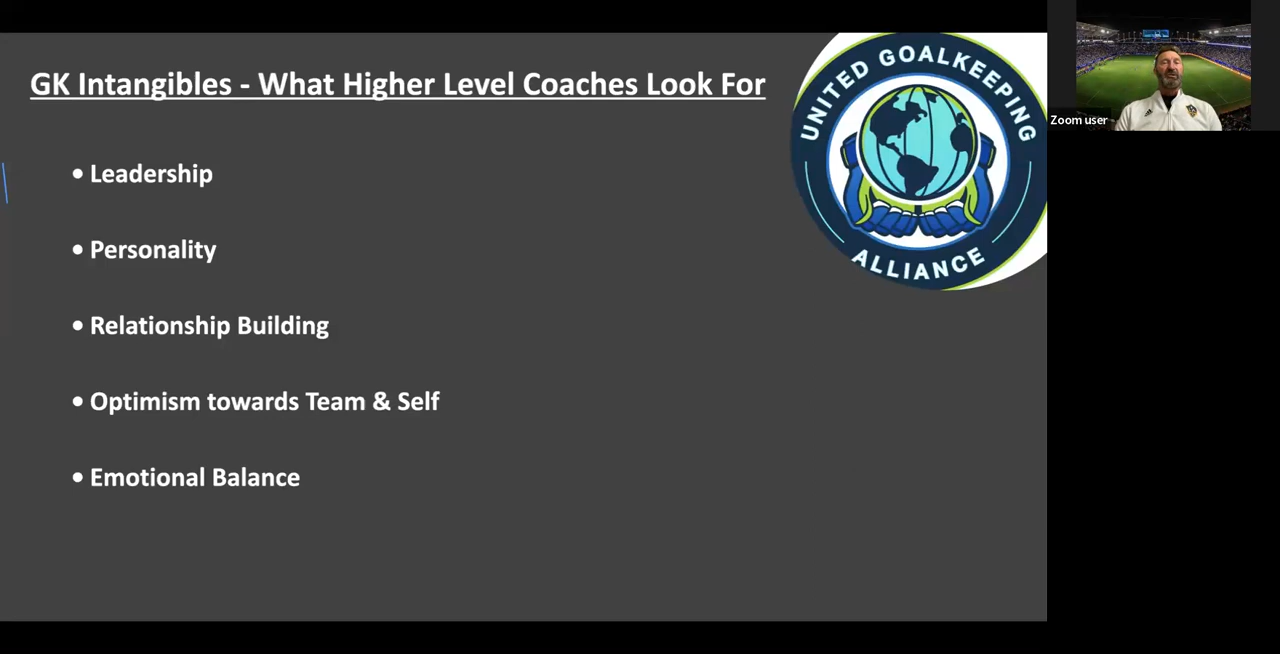 GK Intangibles - What Higher Level Coaches Look For
UNITED GOALKEEPING
ALLIANCE
Zoom user
• Leadership
• Personality
• Relationship Building
• Optimism towards Team & Self
• Emotional Balance